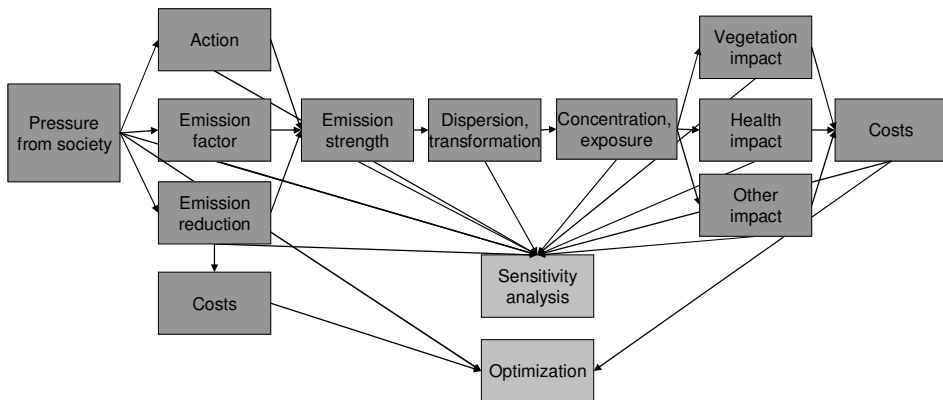 Action
Vegetation
impact
Pressure
from society
Emission
factor
Emission
strength
Dispersion,
transformation
Concentration,
exposure
Health
impact
Costs
Emission
reduction
Other
impact
Sensitivity
analysis
Costs
Optimization